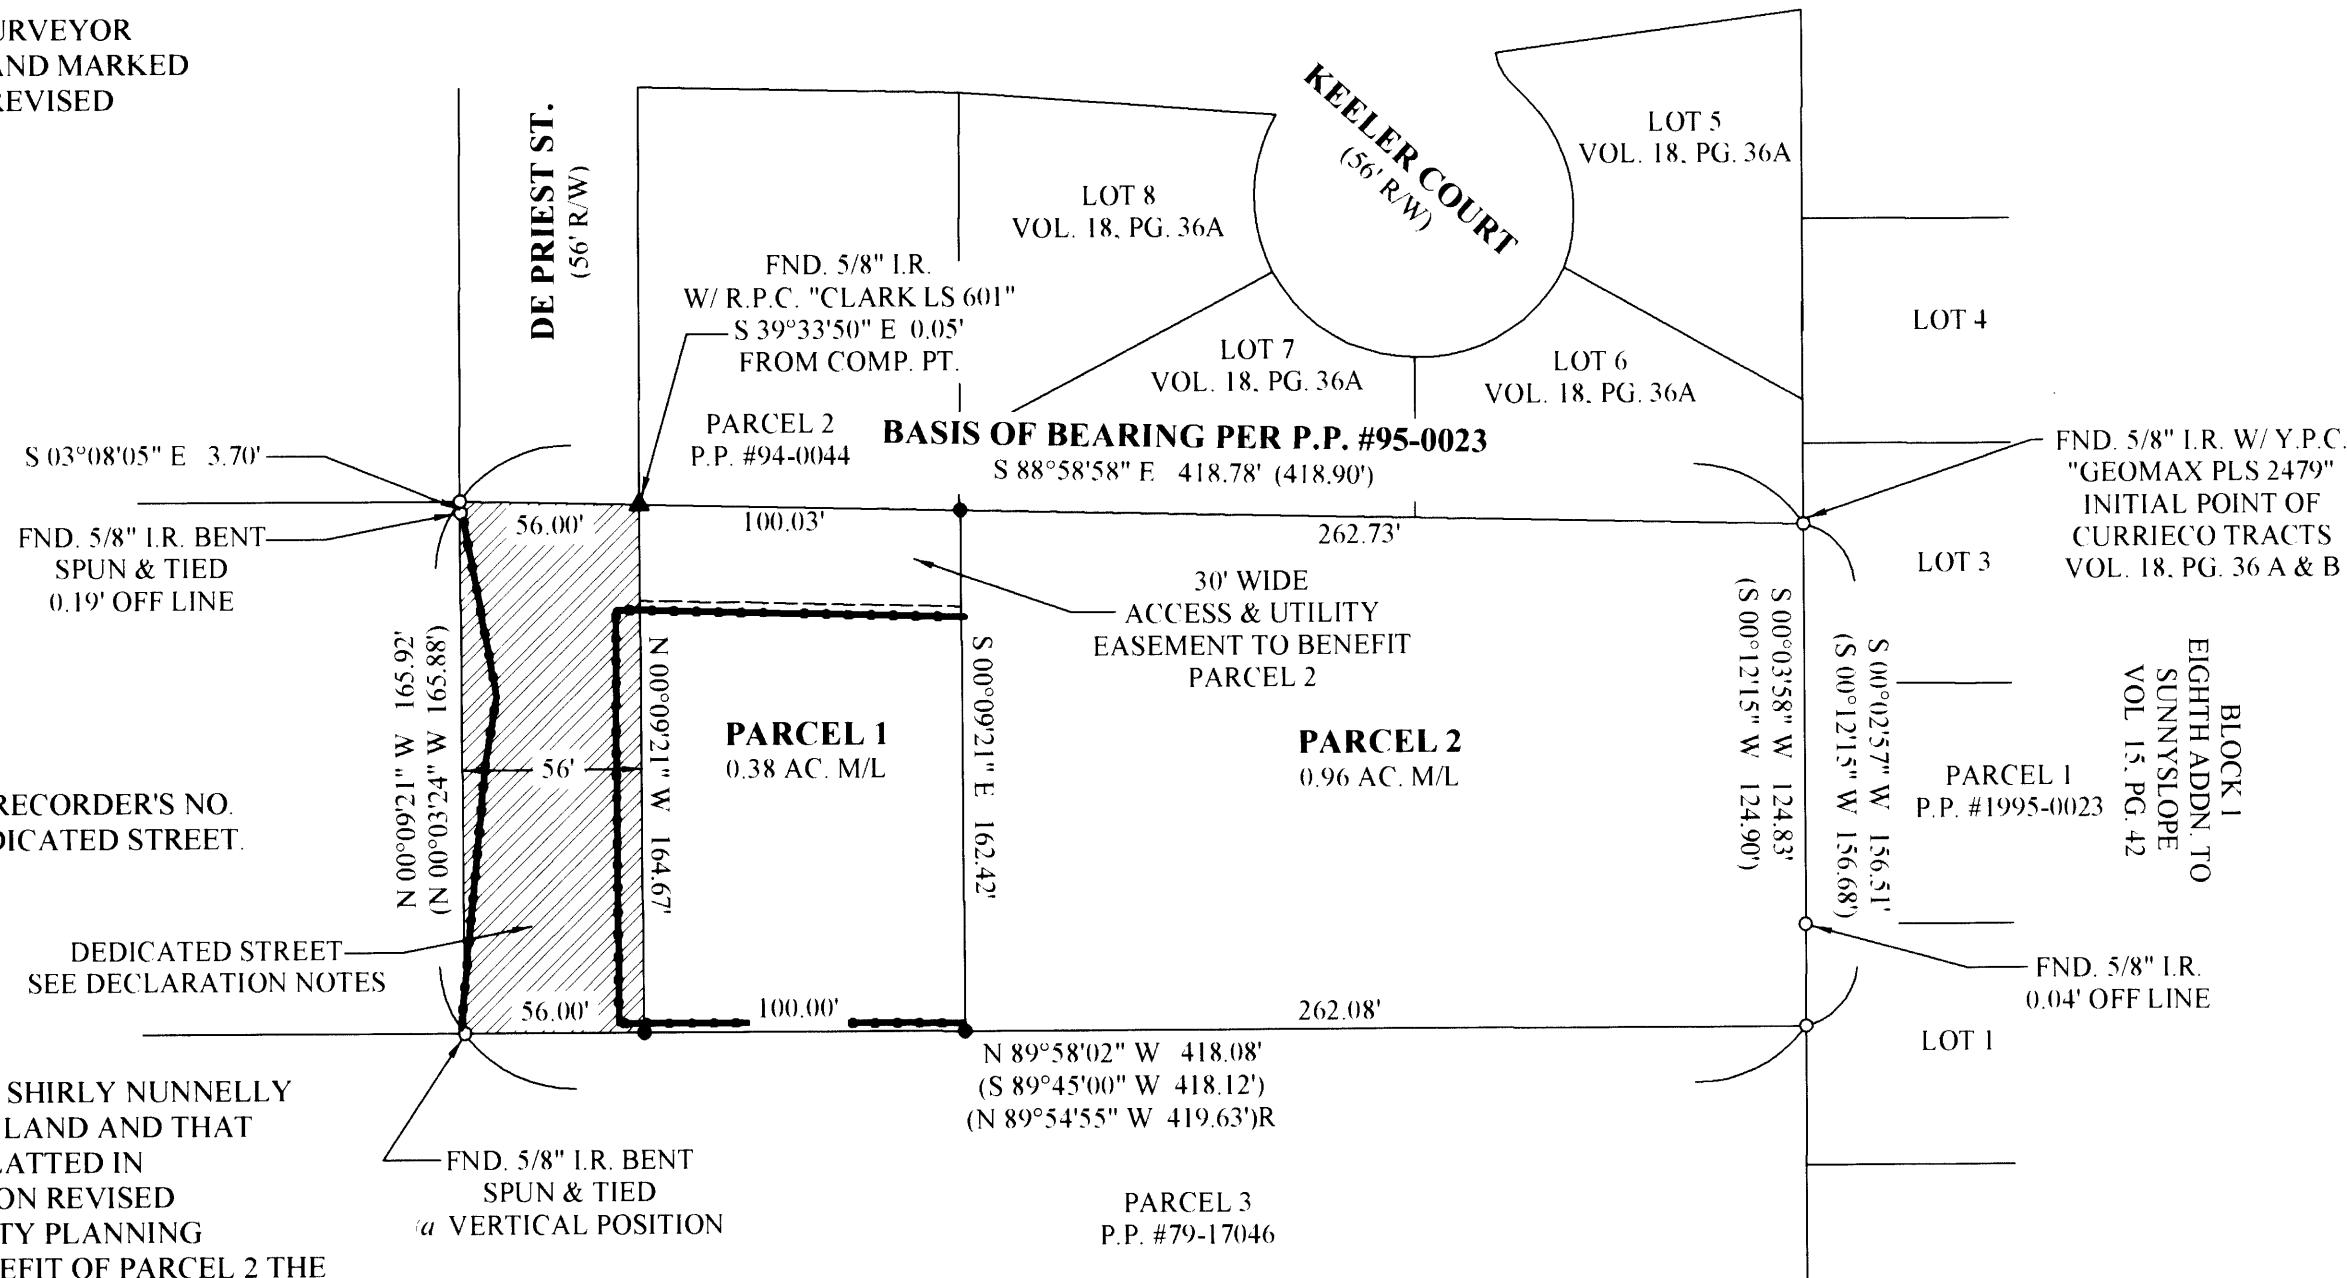 URVEYOR
AND MARKED
REVISED
DE PRIEST ST.
(56' R/W)
KEELER COURT
(56' R/W)
LOT 5
VOL. 18, PG. 36A
LOT 8
VOL. 18, PG. 36A
FND. 5/8" I.R.
W/ R.P.C. "CLARK LS 601"
S 39°33'50" E 0.05'
FROM COMP. PT.
LOT 7
VOL. 18, PG. 36A
LOT 6
VOL. 18, PG. 36A
LOT 4
PARCEL 2
P.P. #94-0044
BASIS OF BEARING PER P.P. #95-0023
S 88°58'58" E 418.78' (418.90')
S 03°08'05" E 3.70'
FND. 5/8" I.R. BENT
SPUN & TIED
0.19' OFF LINE
FND. 5/8" I.R. W/ Y.P.C.
"GEOMAX PLS 2479"
INITIAL POINT OF
CURRIECO TRACTS
VOL. 18, PG. 36 A & B
56.00'
100.03'
262.73'
LOT 3
30' WIDE
ACCESS & UTILITY
EASEMENT TO BENEFIT
PARCEL 2
N 00°09'21" W 165.92'
(N 00°03'24" W 165.88')
N 00°09'21" W 164.67'
S 00°09'21" E 162.42'
S 00°03'58" W 124.83'
(S 00°12'15" W 124.90')
S 00°02'57" W 156.51'
(S 00°12'15" W 156.68')
BLOCK 1
EIGHTH ADDN. TO
SUNNYSLOPE
VOL. 15, PG. 42
56'
PARCEL 1
0.38 AC. M/L
PARCEL 2
0.96 AC. M/L
PARCEL 1
P.P. #1995-0023
RECORDER'S NO.
DICATED STREET.
DEDICATED STREET
SEE DECLARATION NOTES
56.00'
100.00'
262.08'
FND. 5/8" I.R.
0.04' OFF LINE
LOT 1
N 89°58'02" W 418.08'
(S 89°45'00" W 418.12')
(N 89°54'55" W 419.63')R
SHIRLY NUNNELLY
LAND AND THAT
LATTED IN
ON REVISED
TY PLANNING
EFIT OF PARCEL 2 THE
FND. 5/8" I.R. BENT
SPUN & TIED
@ VERTICAL POSITION
PARCEL 3
P.P. #79-17046